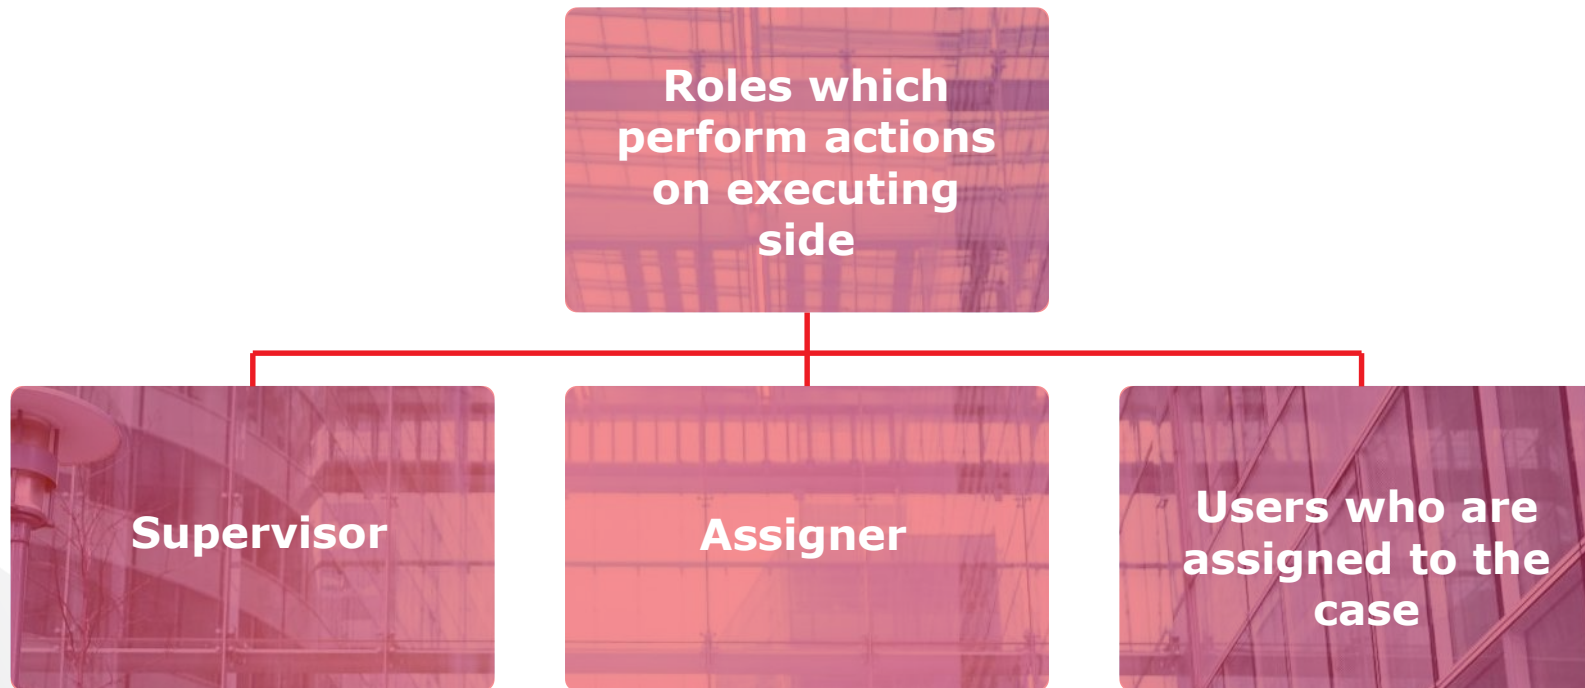 Roles which
perform actions
on executing
side
Supervisor
Assigner
Users who are
assigned to the
case